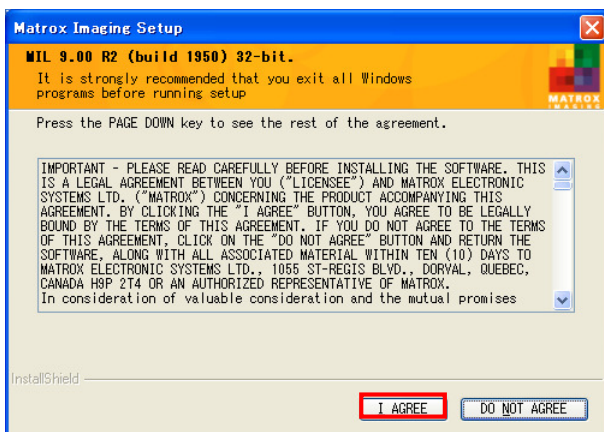 Matrox Imaging Setup
MIL 9.00 R2 (build 1950) 32-bit.
It is strongly recommended that you exit all Windows
programs before running setup
MATROX
IMAGING
Press the PAGE DOWN key to see the rest of the agreement.
IMPORTANT - PLEASE READ CAREFULLY BEFORE INSTALLING THE SOFTWARE. THIS
IS A LEGAL AGREEMENT BETWEEN YOU ("LICENSEE") AND MATROX ELECTRONIC
SYSTEMS LTD. ("MATROX") CONCERNING THE PRODUCT ACCOMPANYING THIS
AGREEMENT. BY CLICKING THE "I AGREE" BUTTON, YOU AGREE TO BE LEGALLY
BOUND BY THE TERMS OF THIS AGREEMENT. IF YOU DO NOT AGREE TO THE TERMS
OF THIS AGREEMENT, CLICK ON THE "DO NOT AGREE" BUTTON AND RETURN THE
SOFTWARE, ALONG WITH ALL ASSOCIATED MATERIAL WITHIN TEN (10) DAYS TO
MATROX ELECTRONIC SYSTEMS LTD., 1055 ST-REGIS BLVD., DORVAL, QUEBEC,
CANADA H9P 2T4 OR AN AUTHORIZED REPRESENTATIVE OF MATROX.
In consideration of valuable consideration and the mutual promises
InstallShield
I AGREE
DO NOT AGREE